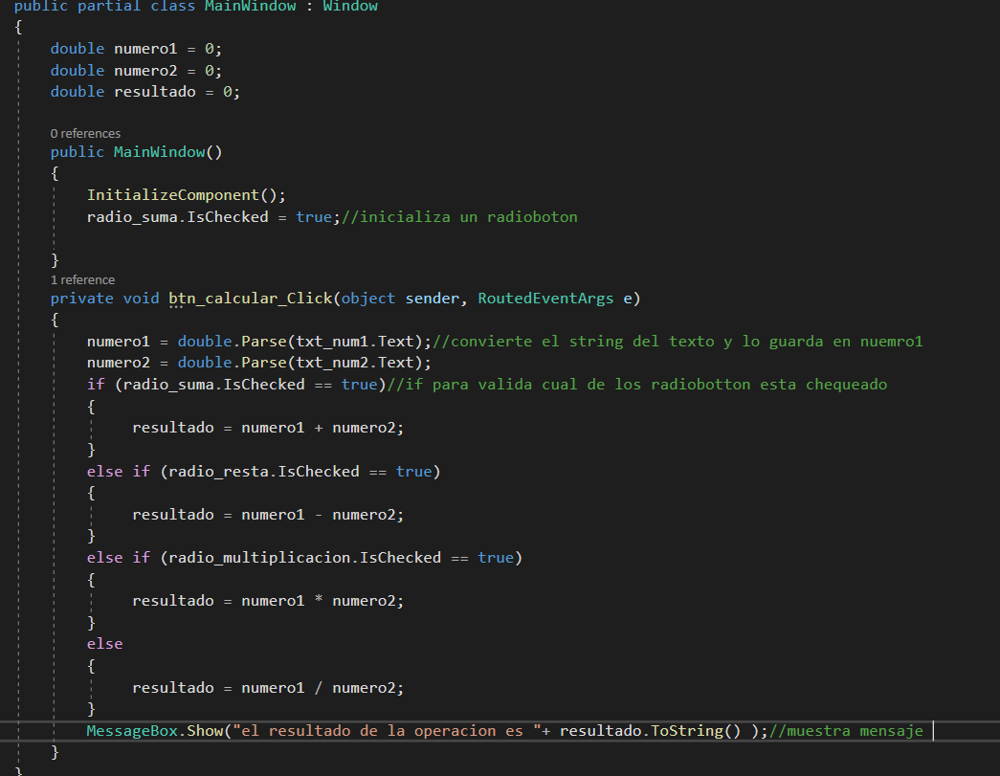 public partial class MainWindow : Window
{
double numero1 = 0;
double numero2 = 0;
double resultado = 0;
0 references
public MainWindow()
{
InitializeComponent();
radio_suma.IsChecked = true;//inicializa un radioboton
}
1 reference
private void btn_calcular_Click(object sender, RoutedEventArgs e)
{
numero1 = double.Parse(txt_num1.Text);//convierte el string del texto y lo guarda en nuemro1
numero2 = double.Parse(txt_num2.Text);
if (radio_suma.IsChecked == true)//if para valida cual de los radiobotton esta chequeado
{
resultado = numero1 + numero2;
}
else if (radio_resta.IsChecked == true)
{
resultado = numero1 - numero2;
}
else if (radio_multiplicacion.IsChecked == true)
{
resultado = numero1 * numero2;
}
else
{
resultado = numero1 / numero2;
}
MessageBox.Show("el resultado de la operacion es "+ resultado.ToString() );//muestra mensaje
}
}